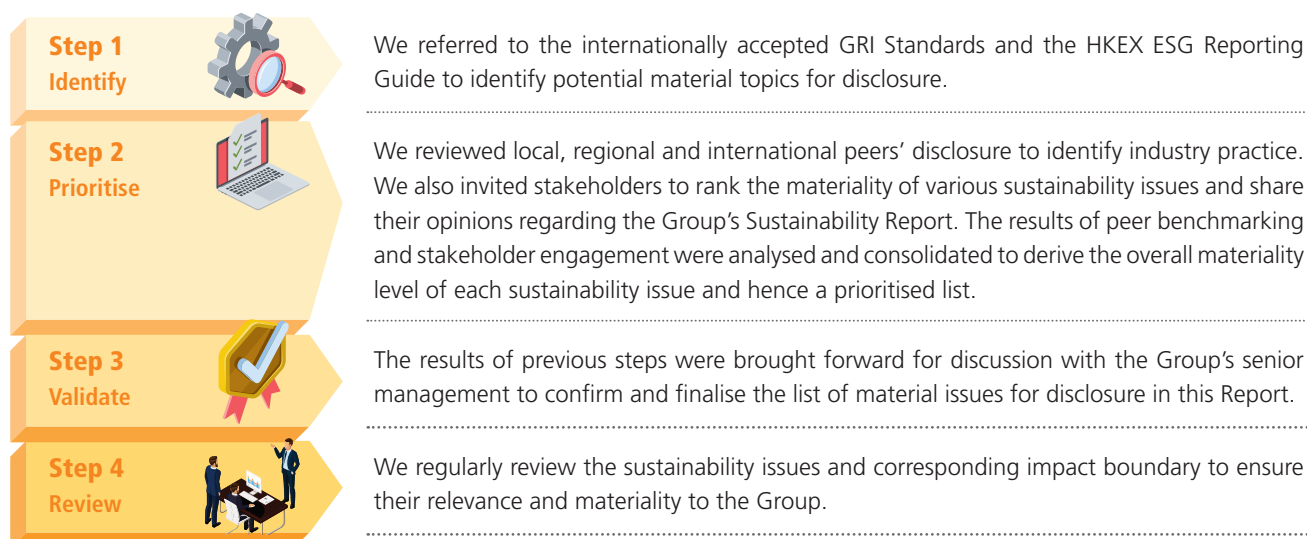 Step 1
Identify
We referred to the internationally accepted GRI Standards and the HKEX ESG Reporting
Guide to identify potential material topics for disclosure.
Step 2
Prioritise
We reviewed local, regional and international peers’ disclosure to identify industry practice.
We also invited stakeholders to rank the materiality of various sustainability issues and share
their opinions regarding the Group’s Sustainability Report. The results of peer benchmarking
and stakeholder engagement were analysed and consolidated to derive the overall materiality
level of each sustainability issue and hence a prioritised list.
Step 3
Validate
The results of previous steps were brought forward for discussion with the Group’s senior
management to confirm and finalise the list of material issues for disclosure in this Report.
Step 4
Review
We regularly review the sustainability issues and corresponding impact boundary to ensure
their relevance and materiality to the Group.